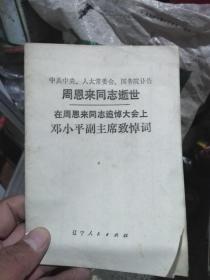 中共中央、人大常委会、国务院讣告
周恩来同志逝世
在周恩来同志追悼大会上
邓小平副主席致悼词
辽宁人民出版社